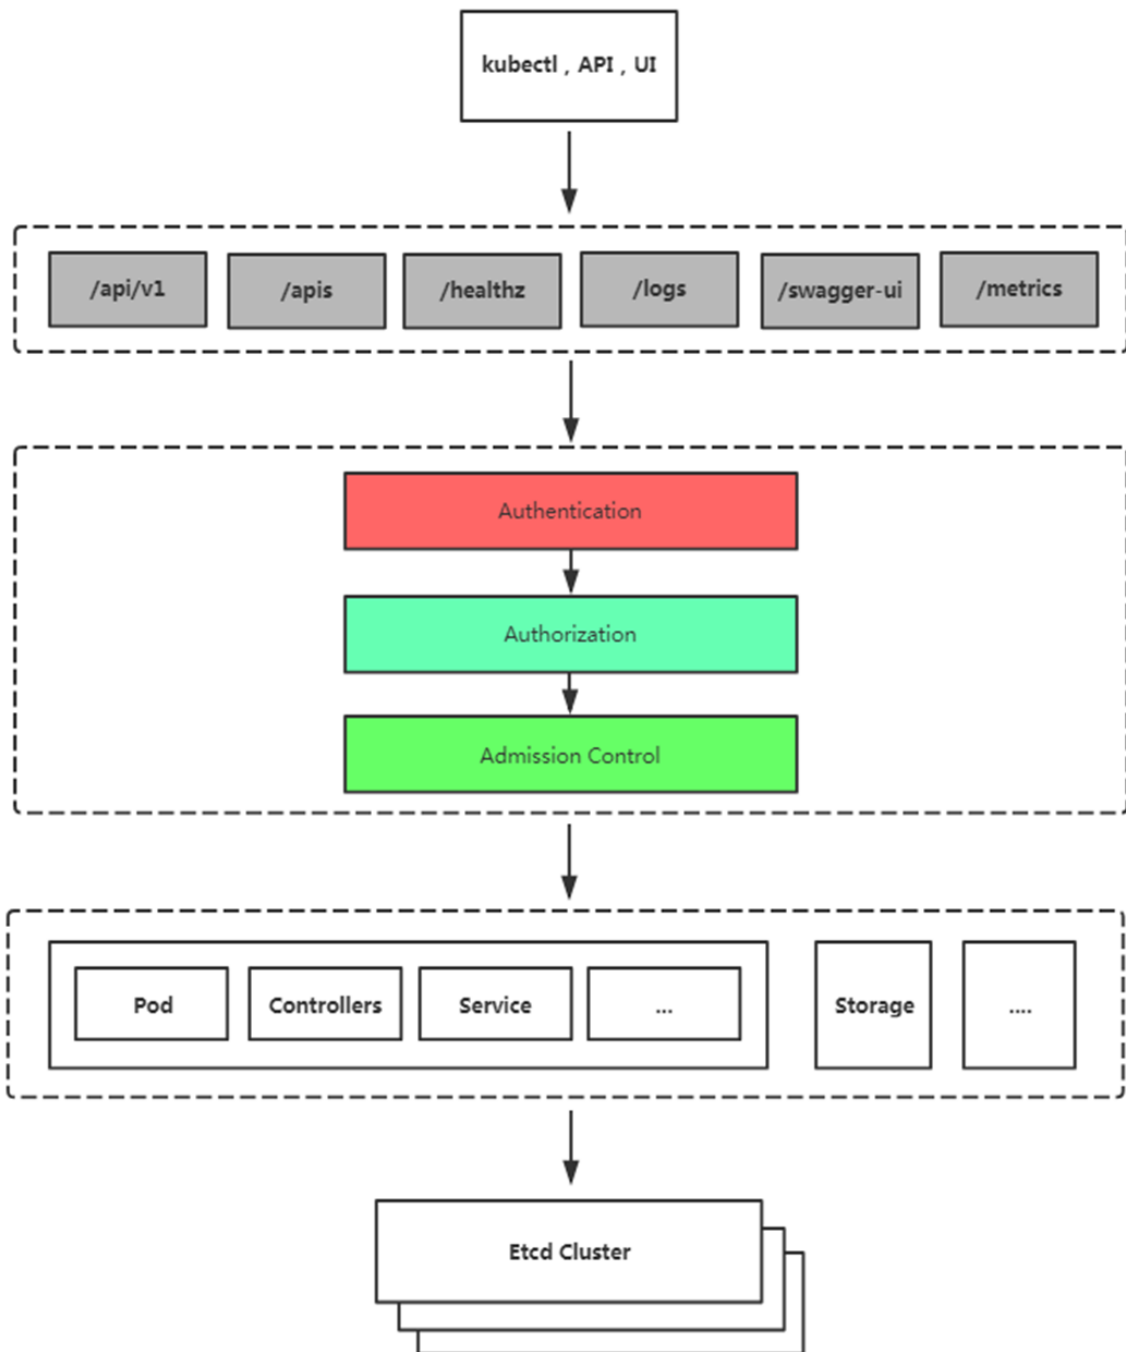 kubectl , API , UI
/api/v1
/apis
/healthz
/logs
/swagger-ui
/metrics
Authentication
Authorization
Admission Control
Pod
Controllers
Service
...
Storage
....
Etcd Cluster